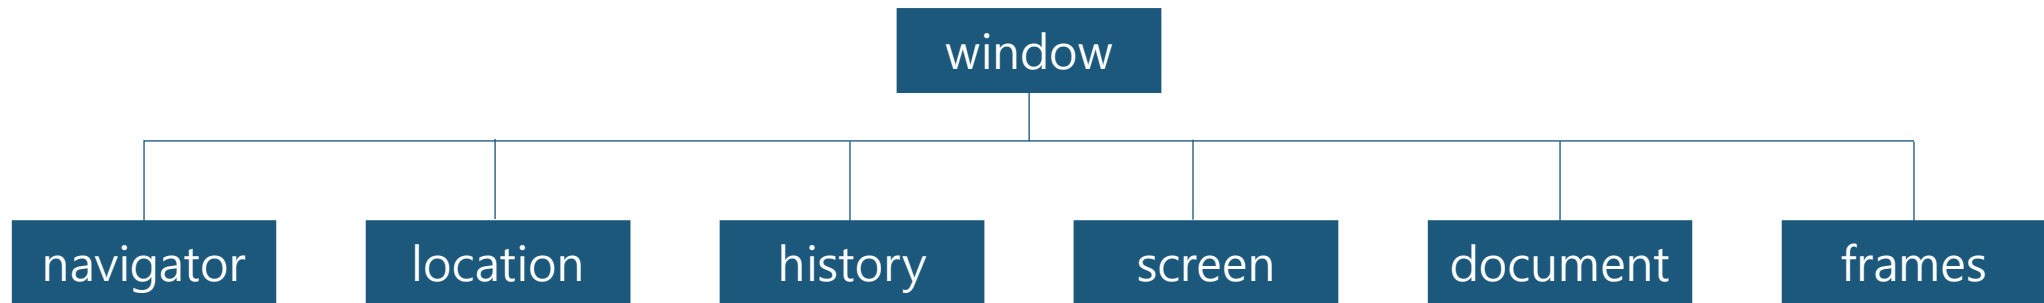 window
navigator
location
history
screen
document
frames